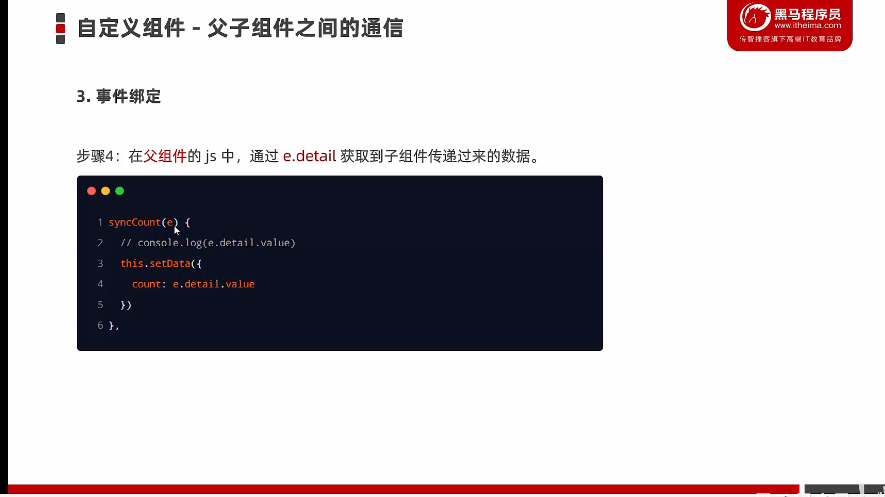 自定义组件 - 父子组件之间的通信
黑马程序员
www.itheima.com
传智播客旗下高端IT教育品牌
3. 事件绑定
步骤4：在父组件的 js 中，通过 e.detail 获取到子组件传递过来的数据。
1 syncCount(e) {
2 // console.log(e.detail.value)
3 this.setData({
4 count: e.detail.value
5 })
6 },